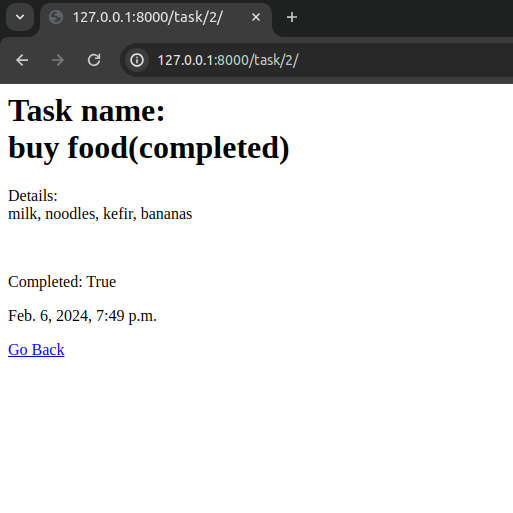 127.0.0.1:8000/task/2/
127.0.0.1:8000/task/2/
Task name:
buy food(completed)
Details:
milk, noodles, kefir, bananas
Completed: True
Feb. 6, 2024, 7:49 p.m.
Go Back